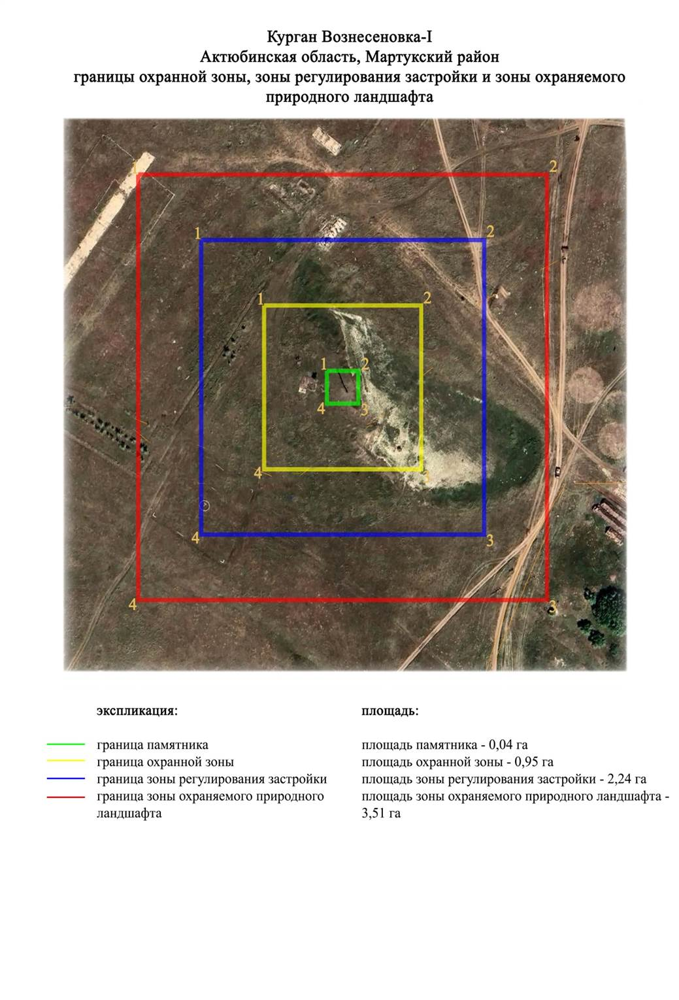 Курган Вознесеновка-I
Актюбинская область, Мартукский район
границы охранной зоны, зоны регулирования застройки и зоны охраняемого
природного ландшафта
1
2
1
2
1
2
1
2
4
3
4
3
4
3
4
3
экспликация:
площадь:
граница памятника
площадь памятника - 0,04 га
граница охранной зоны
площадь охранной зоны - 0,95 га
граница зоны регулирования застройки
площадь зоны регулирования застройки - 2,24 га
граница зоны охраняемого природного
ландшафта
площадь зоны охраняемого природного ландшафта -
3,51 га